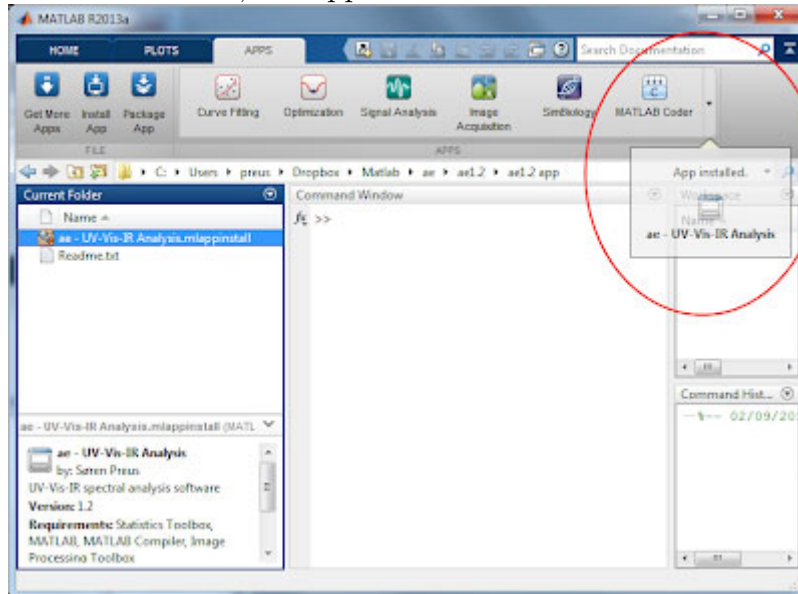 MATLAB R2013a
HOME PLOTS APPS Search Documentation
Get More Apps
Install App
Package App
Curve Fitting
Optimization
Signal Analysis
Image Acquisition
SimBiology
MATLAB Coder
FILE APPS
C: Users preus Dropbox Matlab ae ae1.2 ae1.2 app
App installed.
ae - UV-Vis-IR Analysis
Current Folder
Name
ae - UV-Vis-IR Analysis.mlappinstall
Readme.txt
Command Window
fx >>
Workspace
Name
Command Hist...
02/09/20
ae - UV-Vis-IR Analysis.mlappinstall (MATL
ae - UV-Vis-IR Analysis
by: Søren Preus
UV-Vis-IR spectral analysis software
Version: 1.2
Requirements: Statistics Toolbox,
MATLAB, MATLAB Compiler, Image
Processing Toolbox